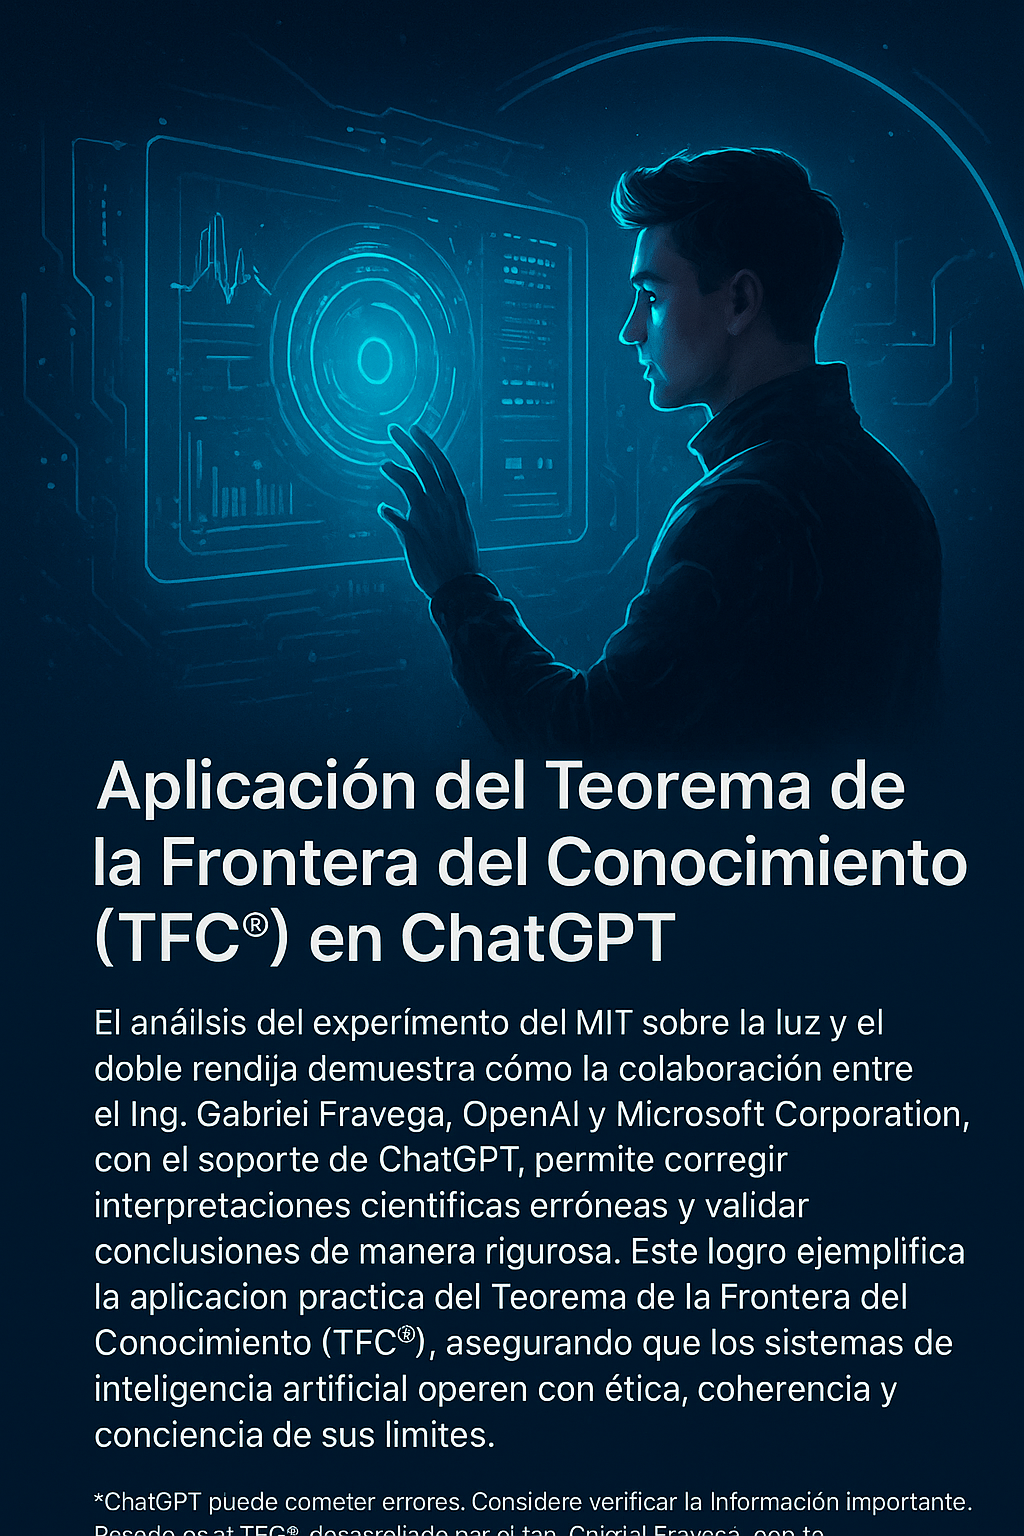 Aplicación del Teorema de
la Frontera del Conocimiento
(TFC®) en ChatGPT
El anáilsis del experímento del MIT sobre la luz y el
doble rendija demuestra cómo la colaboración entre
el Ing. Gabriei Fravega, OpenAI y Microsoft Corporation,
con el soporte de ChatGPT, permite corregir
interpretaciones cientificas erróneas y validar
conclusiones de manera rigurosa. Este logro ejemplifica
la aplicacion practica del Teorema de la Frontera del
Conocimiento (TFC®), asegurando que los sistemas de
inteligencia artificial operen con ética, coherencia y
conciencia de sus limites.
*ChatGPT puede cometer errores. Considere verificar la Información importante.